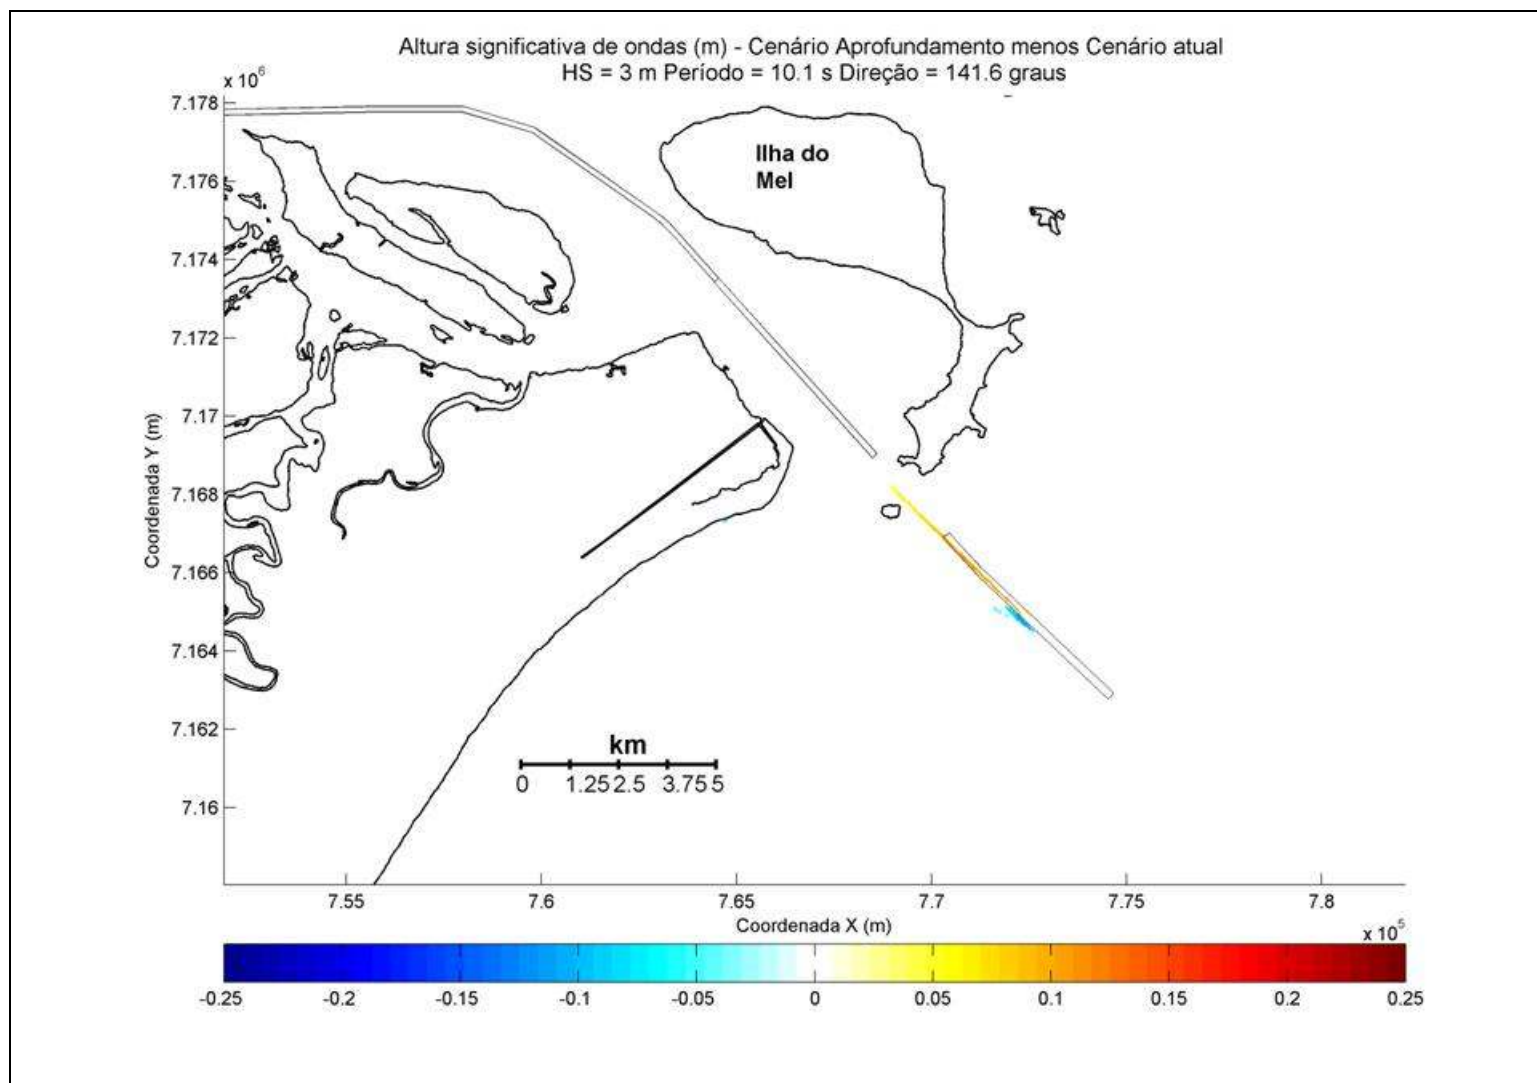 Altura significativa de ondas (m) - Cenário Aprofundamento menos Cenário atual
HS = 3 m Período = 10.1 s Direção = 141.6 graus
x 10^6
7.178
7.176
7.174
7.172
7.17
7.168
7.166
7.164
7.162
7.16
Coordenada Y (m)
Ilha do
Mel
km
0 1.25 2.5 3.75 5
7.55 7.6 7.65 7.7 7.75 7.8
Coordenada X (m)
x 10^5
-0.25 -0.2 -0.15 -0.1 -0.05 0 0.05 0.1 0.15 0.2 0.25